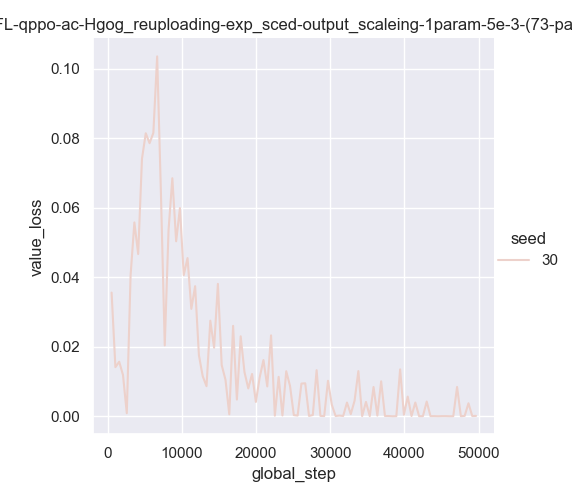 FL-qppo-ac-Hgog_reuploading-exp_sced-output_scaleing-1param-5e-3-(73-pa
0.10
0.08
0.06
0.04
0.02
0.00
value_loss
0 10000 20000 30000 40000 50000
global_step
seed
30